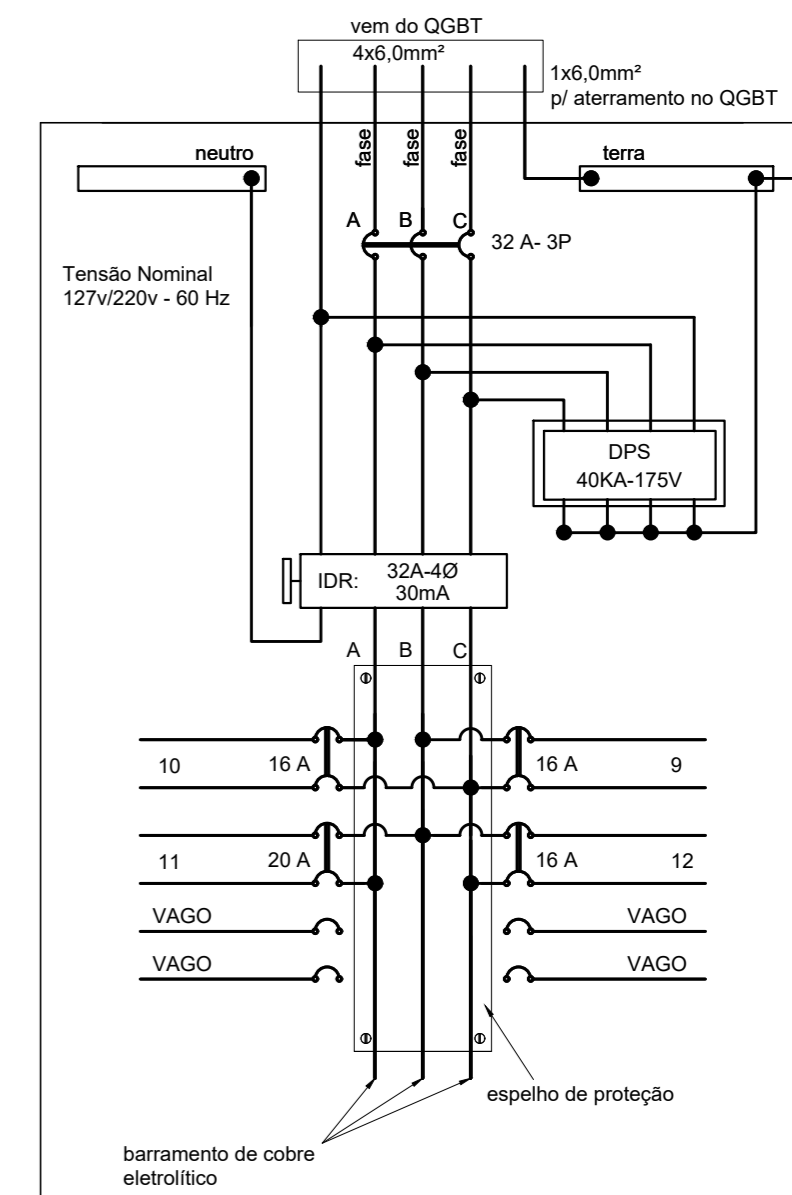 vem do QGBT
4x6,0mm²
1x6,0mm²
p/ aterramento no QGBT
neutro
fase
fase
fase
terra
A
B
C
32 A- 3P
Tensão Nominal
127v/220v - 60 Hz
DPS
40KA-175V
IDR:
32A-4Ø
30mA
A
B
C
10
16 A
16 A
9
11
20 A
16 A
12
VAGO
VAGO
VAGO
VAGO
espelho de proteção
barramento de cobre
eletrolítico